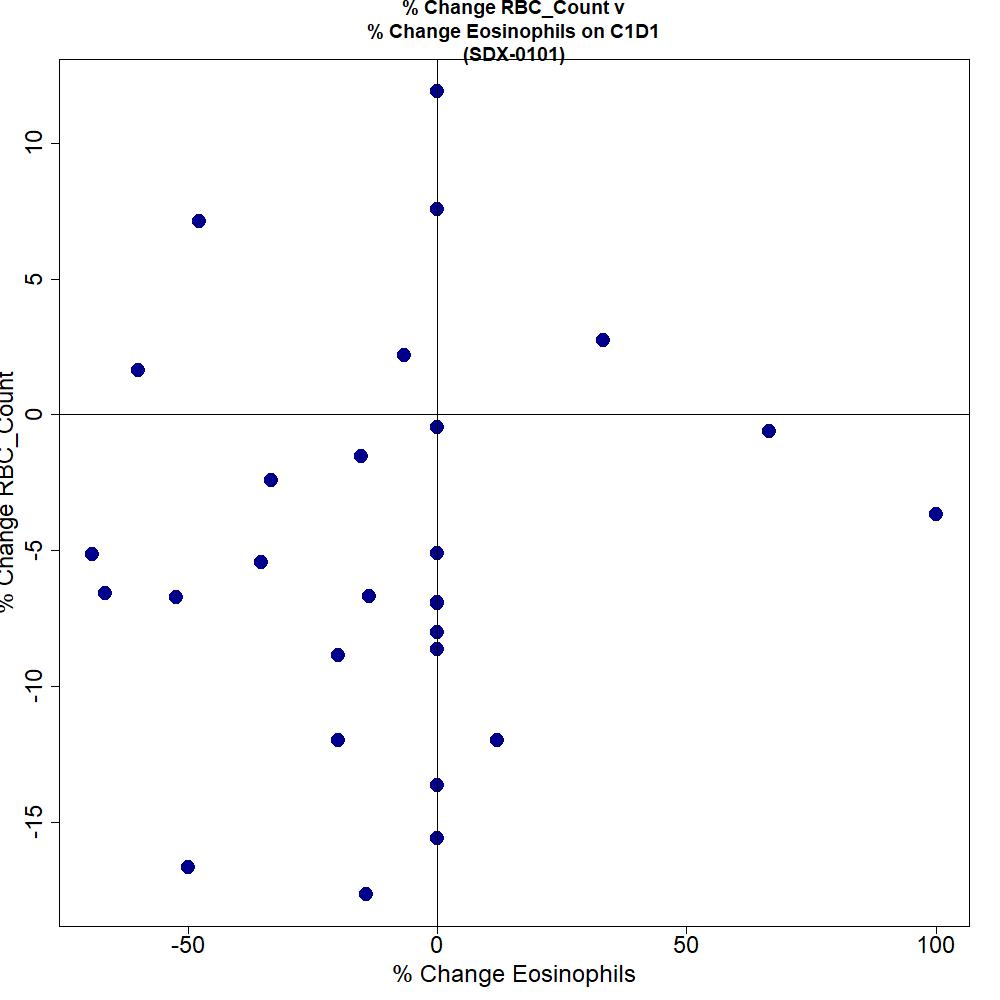 % Change RBC_Count v
% Change Eosinophils on C1D1
(SDX-0101)
% Change RBC_Count
10
5
0
-5
-10
-15
-50
0
50
100
% Change Eosinophils